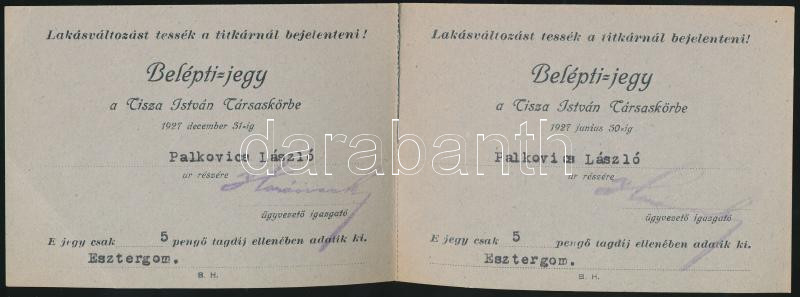 Lakásváltozást tessék a titkárnál bejelenteni!
Belépti=jegy
a Tisza István Társaskörbe
1927 december 31-ig
Palkovics László
ur részére
ügyvezető igazgató
E jegy csak 5 pengő tagdíj ellenében adatik ki.
Esztergom.
B. H.
Lakásváltozást tessék a titkárnál bejelenteni!
Belépti=jegy
a Tisza István Társaskörbe
1927 junius 30-ig
Palkovics László
ur részére
ügyvezető igazgató
E jegy csak 5 pengő tagdíj ellenében adatik ki.
Esztergom.
B. H.
darabanth